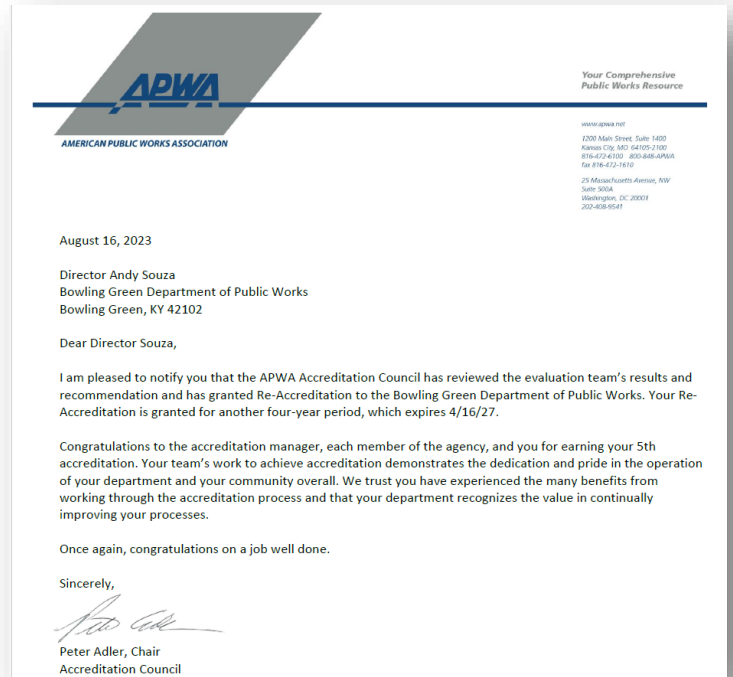 APWA
AMERICAN PUBLIC WORKS ASSOCIATION
Your Comprehensive
Public Works Resource
www.apwa.net
1200 Main Street, Suite 1400
Kansas City, MO 64105-2100
816-472-6100 800-848-APWA
fax 816-472-1610
25 Massachusetts Avenue, NW
Suite 500A
Washington, DC 20001
202-408-9541
August 16, 2023
Director Andy Souza
Bowling Green Department of Public Works
Bowling Green, KY 42102
Dear Director Souza,
I am pleased to notify you that the APWA Accreditation Council has reviewed the evaluation team’s results and
recommendation and has granted Re-Accreditation to the Bowling Green Department of Public Works. Your Re-
Accreditation is granted for another four-year period, which expires 4/16/27.
Congratulations to the accreditation manager, each member of the agency, and you for earning your 5th
accreditation. Your team’s work to achieve accreditation demonstrates the dedication and pride in the operation
of your department and your community overall. We trust you have experienced the many benefits from
working through the accreditation process and that your department recognizes the value in continually
improving your processes.
Once again, congratulations on a job well done.
Sincerely,
Peter Adler, Chair
Accreditation Council